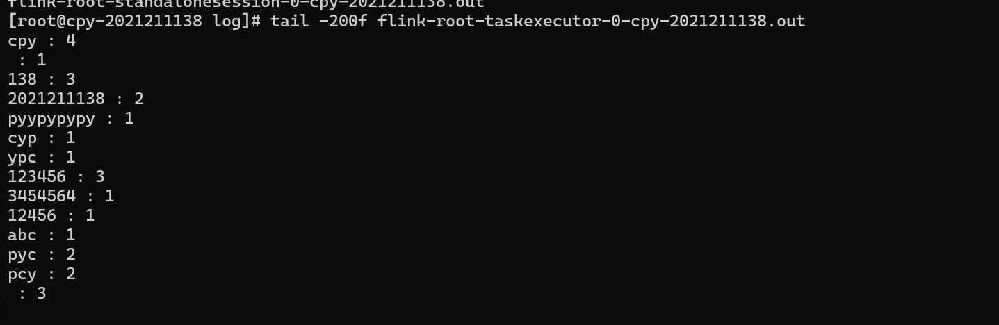 flink-root-standalonesession-0-cpy-2021211138.out
[root@cpy-2021211138 log]# tail -200f flink-root-taskexecutor-0-cpy-2021211138.out
cpy : 4
 : 1
138 : 3
2021211138 : 2
pyypypypy : 1
cyp : 1
ypc : 1
123456 : 3
3454564 : 1
12456 : 1
abc : 1
pyc : 2
pcy : 2
 : 3